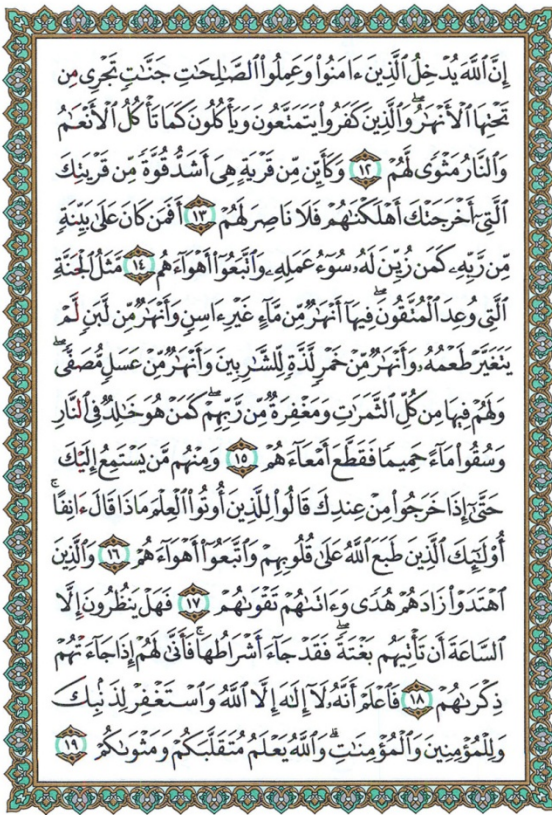 إِنَّ ٱللَّهَ يُدْخِلُ ٱلَّذِينَ ءَامَنُوا۟ وَعَمِلُوا۟ ٱلصَّـٰلِحَـٰتِ جَنَّـٰتٍ تَجْرِى مِن
تَحْتِهَا ٱلْأَنْهَـٰرُ ۖ وَٱلَّذِينَ كَفَرُوا۟ يَتَمَتَّعُونَ وَيَأْكُلُونَ كَمَا تَأْكُلُ ٱلْأَنْعَـٰمُ
وَٱلنَّارُ مَثْوًى لَّهُمْ ١٢ وَكَأَيِّن مِّن قَرْيَةٍ هِىَ أَشَدُّ قُوَّةً مِّن قَرْيَتِكَ
ٱلَّتِىٓ أَخْرَجَتْكَ أَهْلَكْنَـٰهُمْ فَلَا نَاصِرَ لَهُمْ ١٣ أَفَمَن كَانَ عَلَىٰ بَيِّنَةٍ
مِّن رَّبِّهِۦ كَمَن زُيِّنَ لَهُۥ سُوٓءُ عَمَلِهِۦ وَٱتَّبَعُوٓا۟ أَهْوَآءَهُم ١٤ مَّثَلُ ٱلْجَنَّةِ
ٱلَّتِى وُعِدَ ٱلْمُتَّقُونَ ۖ فِيهَآ أَنْهَـٰرٌ مِّن مَّآءٍ غَيْرِ ءَاسِنٍ وَأَنْهَـٰرٌ مِّن لَّبَنٍ لَّمْ
يَتَغَيَّرْ طَعْمُهُۥ وَأَنْهَـٰرٌ مِّنْ خَمْرٍ لَّذَّةٍ لِّلشَّـٰرِبِينَ وَأَنْهَـٰرٌ مِّنْ عَسَلٍ مُّصَفًّى ۖ
وَلَهُمْ فِيهَا مِن كُلِّ ٱلثَّمَرَٰتِ وَمَغْفِرَةٌ مِّن رَّبِّهِمْ ۖ كَمَنْ هُوَ خَـٰلِدٌ فِى ٱلنَّارِ
وَسُقُوا۟ مَآءً حَمِيمًا فَقَطَّعَ أَمْعَآءَهُمْ ١٥ وَمِنْهُم مَّن يَسْتَمِعُ إِلَيْكَ
حَتَّىٰٓ إِذَا خَرَجُوا۟ مِنْ عِندِكَ قَالُوا۟ لِلَّذِينَ أُوتُوا۟ ٱلْعِلْمَ مَاذَا قَالَ ءَانِفًا ۚ
أُو۟لَـٰٓئِكَ ٱلَّذِينَ طَبَعَ ٱللَّهُ عَلَىٰ قُلُوبِهِمْ وَٱتَّبَعُوٓا۟ أَهْوَآءَهُمْ ١٦ وَٱلَّذِينَ
ٱهْتَدَوْا۟ زَادَهُمْ هُدًى وَءَاتَىٰهُمْ تَقْوَىٰهُمْ ١٧ فَهَلْ يَنظُرُونَ إِلَّا
ٱلسَّاعَةَ أَن تَأْتِيَهُم بَغْتَةً ۖ فَقَدْ جَآءَ أَشْرَاطُهَا ۚ فَأَنَّىٰ لَهُمْ إِذَا جَآءَتْهُمْ
ذِكْرَىٰهُمْ ١٨ فَٱعْلَمْ أَنَّهُۥ لَآ إِلَـٰهَ إِلَّا ٱللَّهُ وَٱسْتَغْفِرْ لِذَنۢبِكَ
وَلِلْمُؤْمِنِينَ وَٱلْمُؤْمِنَـٰتِ ۗ وَٱللَّهُ يَعْلَمُ مُتَقَلَّبَكُمْ وَمَثْوَىٰكُمْ ١٩